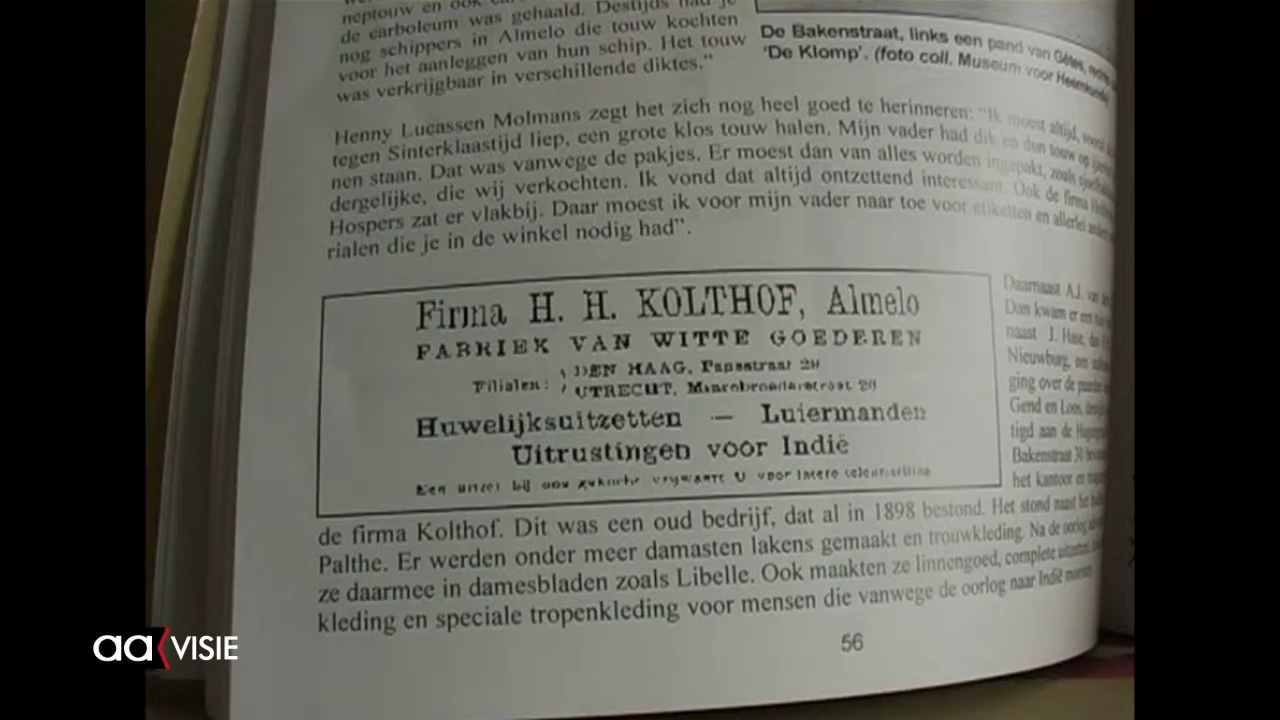 neptouw en ook
de carboleum was gehaald. Destijds had je
nog schippers in Almelo die touw kochten
voor het aanleggen van hun schip. Het touw
was verkrijgbaar in verschillende diktes."
De Bakenstraat, links een pand van
'De Klomp'. (foto coll. Museum voor Heemkunde
Henny Lucassen Molmans zegt het zich nog heel goed te herinneren: "Ik moest altijd,
tegen Sinterklaastijd liep, een grote klos touw halen. Mijn vader had dik en dun touw op
nen staan. Dat was vanwege de pakjes. Er moest dan van alles worden ingepakt, zoals
dergelijke, die wij verkochten. Ik vond dat altijd ontzettend interessant. Ook de firma
Hospers zat er vlakbij. Daar moest ik voor mijn vader naar toe voor etiketten en allerlei
rialen die je in de winkel nodig had".
Firma H. H. KOLTHOF, Almelo
FABRIEK VAN WITTE GOEDEREN
Filialen: DEN HAAG, Papestraat 29
UTRECHT, 
Huwelijksuitzetten — Luiermanden
Uitrustingen voor Indië
Daarnaast A.J. van
Dan kwam er een
naast J. Hase, 
Nieuwburg, een
ging over de paarden
Gend en Loos,
tigd aan de
Bakenstraat 30
het kantoor en
de firma Kolthof. Dit was een oud bedrijf, dat al in 1898 bestond. Het stond naast het
Palthe. Er werden onder meer damasten lakens gemaakt en trouwkleding. Na de oorlog
ze daarmee in damesbladen zoals Libelle. Ook maakten ze linnengoed, complete
kleding en speciale tropenkleding voor mensen die vanwege de oorlog naar Indië moesten.
56
aa VISIE